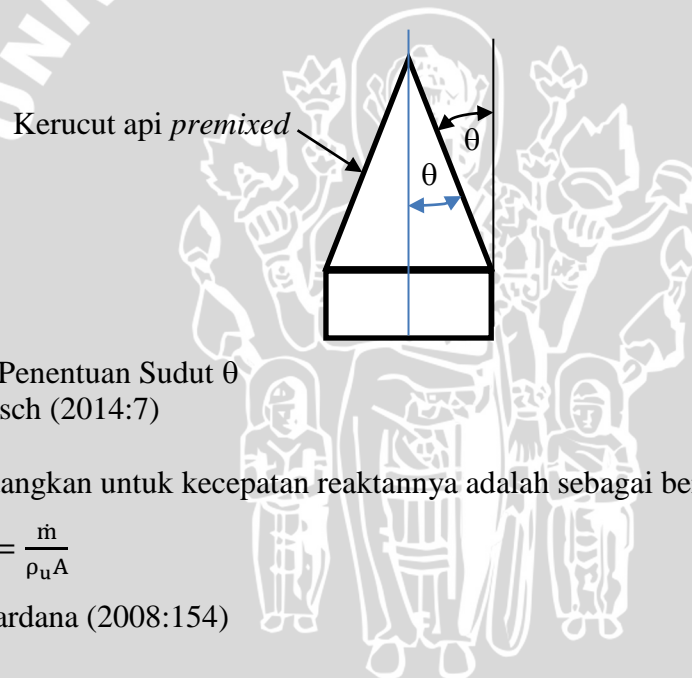 UNI
Kerucut api premixed
θ
θ
Penentuan Sudut θ
sch (2014:7)
angkan untuk kecepatan reaktannya adalah sebagai be
= ṁ / ρᵤA
ardana (2008:154)